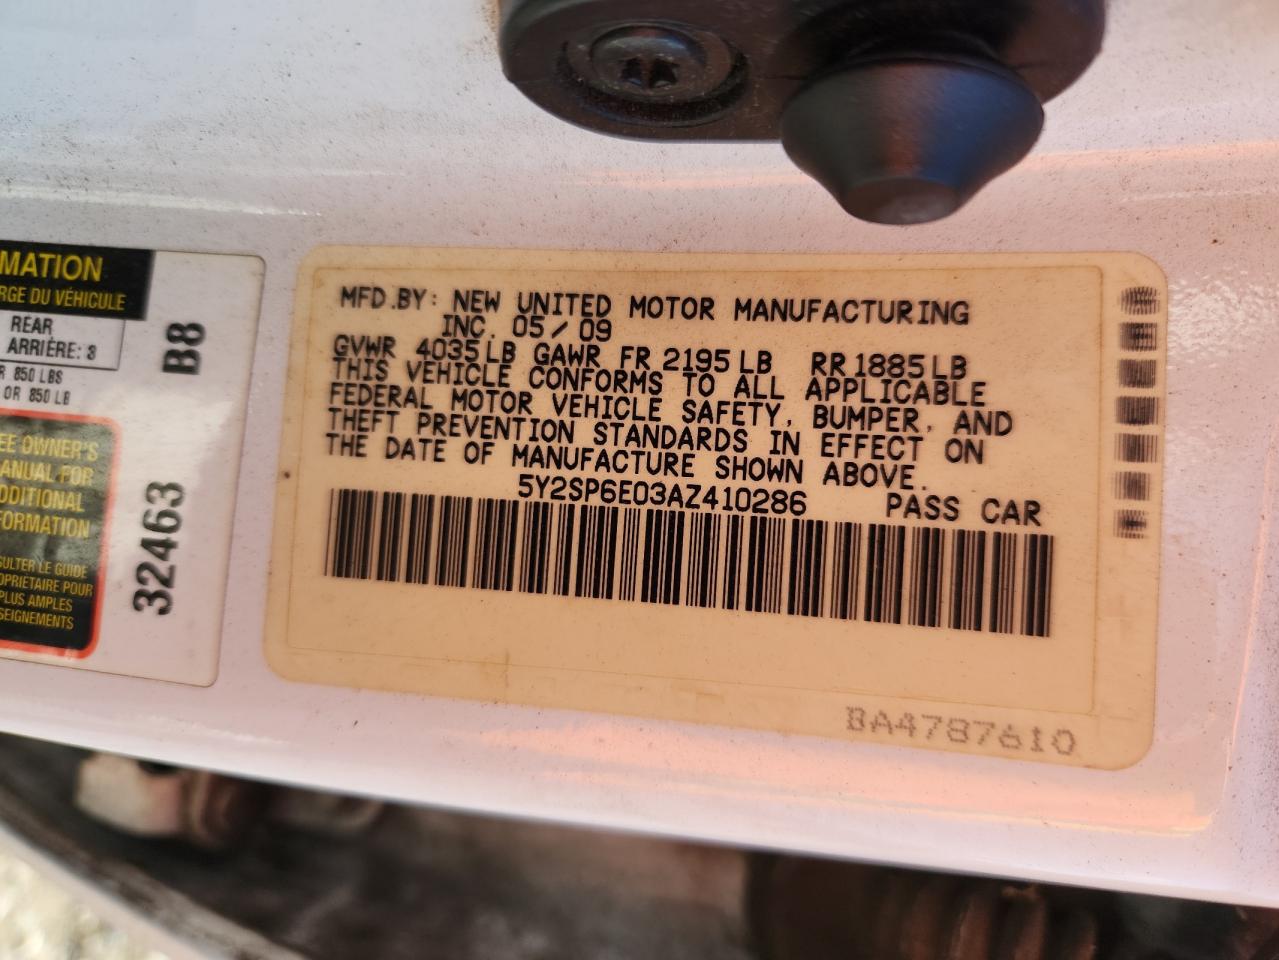 MATION
RGE DU VÉHICULE
REAR
ARRIÈRE: 3
R 850 LBS
OR 850 LB
EE OWNER'S
ANUAL FOR
DDITIONAL
FORMATION
SULTER LE GUIDE
OPRIÉTAIRE POUR
PLUS AMPLES
SEIGNEMENTS
B8
32463
MFD.BY: NEW UNITED MOTOR MANUFACTURING
INC. 05/09
GVWR 4035LB GAWR FR 2195LB RR 1885LB
THIS VEHICLE CONFORMS TO ALL APPLICABLE
FEDERAL MOTOR VEHICLE SAFETY, BUMPER, AND
THEFT PREVENTION STANDARDS IN EFFECT ON
THE DATE OF MANUFACTURE SHOWN ABOVE.
5Y2SP6E03AZ410286 PASS CAR
BA4787610